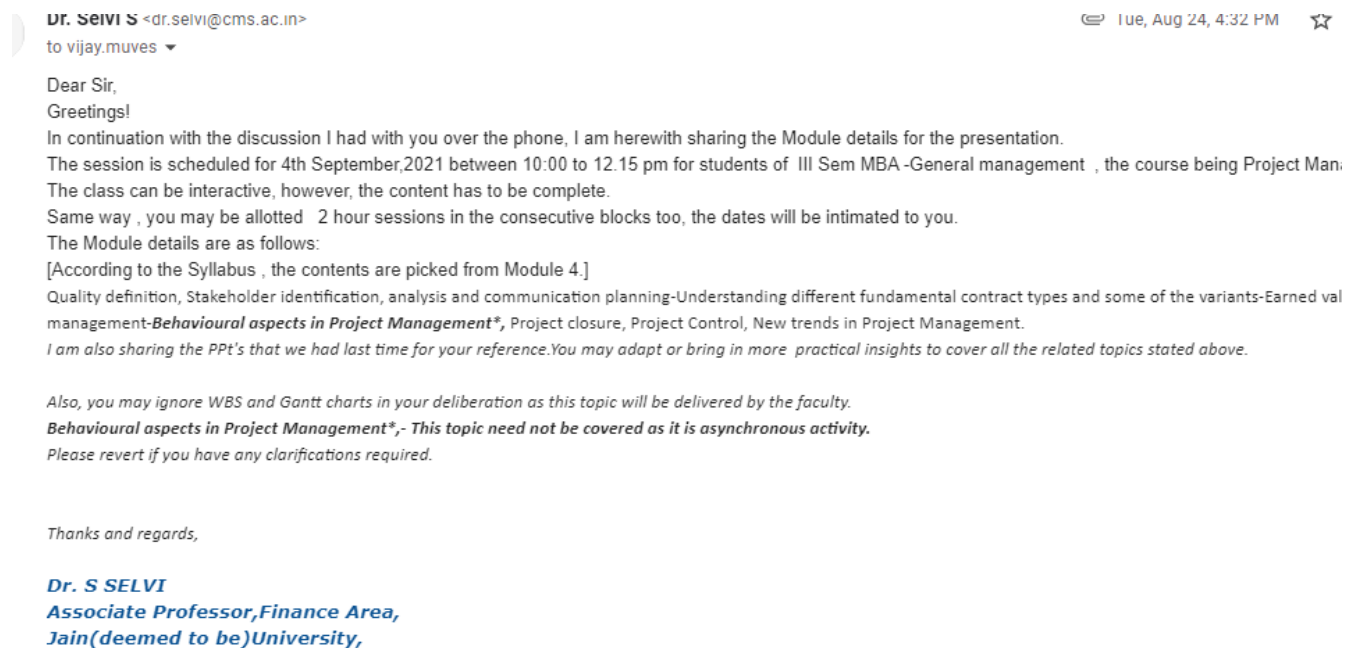 Dr. Selvi S <dr.selvi@cms.ac.in> Tue, Aug 24, 4:32 PM
to vijay.muves
Dear Sir,
Greetings!
In continuation with the discussion I had with you over the phone, I am herewith sharing the Module details for the presentation.
The session is scheduled for 4th September,2021 between 10:00 to 12.15 pm for students of III Sem MBA -General management , the course being Project
The class can be interactive, however, the content has to be complete.
Same way , you may be allotted 2 hour sessions in the consecutive blocks too, the dates will be intimated to you.
The Module details are as follows:
[According to the Syllabus , the contents are picked from Module 4.]
Quality definition, Stakeholder identification, analysis and communication planning-Understanding different fundamental contract types and some of the variants-Earned
management-Behavioural aspects in Project Management*, Project closure, Project Control, New trends in Project Management.
I am also sharing the PPt's that we had last time for your reference.You may adapt or bring in more practical insights to cover all the related topics stated above.
Also, you may ignore WBS and Gantt charts in your deliberation as this topic will be delivered by the faculty.
Behavioural aspects in Project Management*,- This topic need not be covered as it is asynchronous activity.
Please revert if you have any clarifications required.
Thanks and regards,
Dr. S SELVI
Associate Professor,Finance Area,
Jain(deemed to be)University,